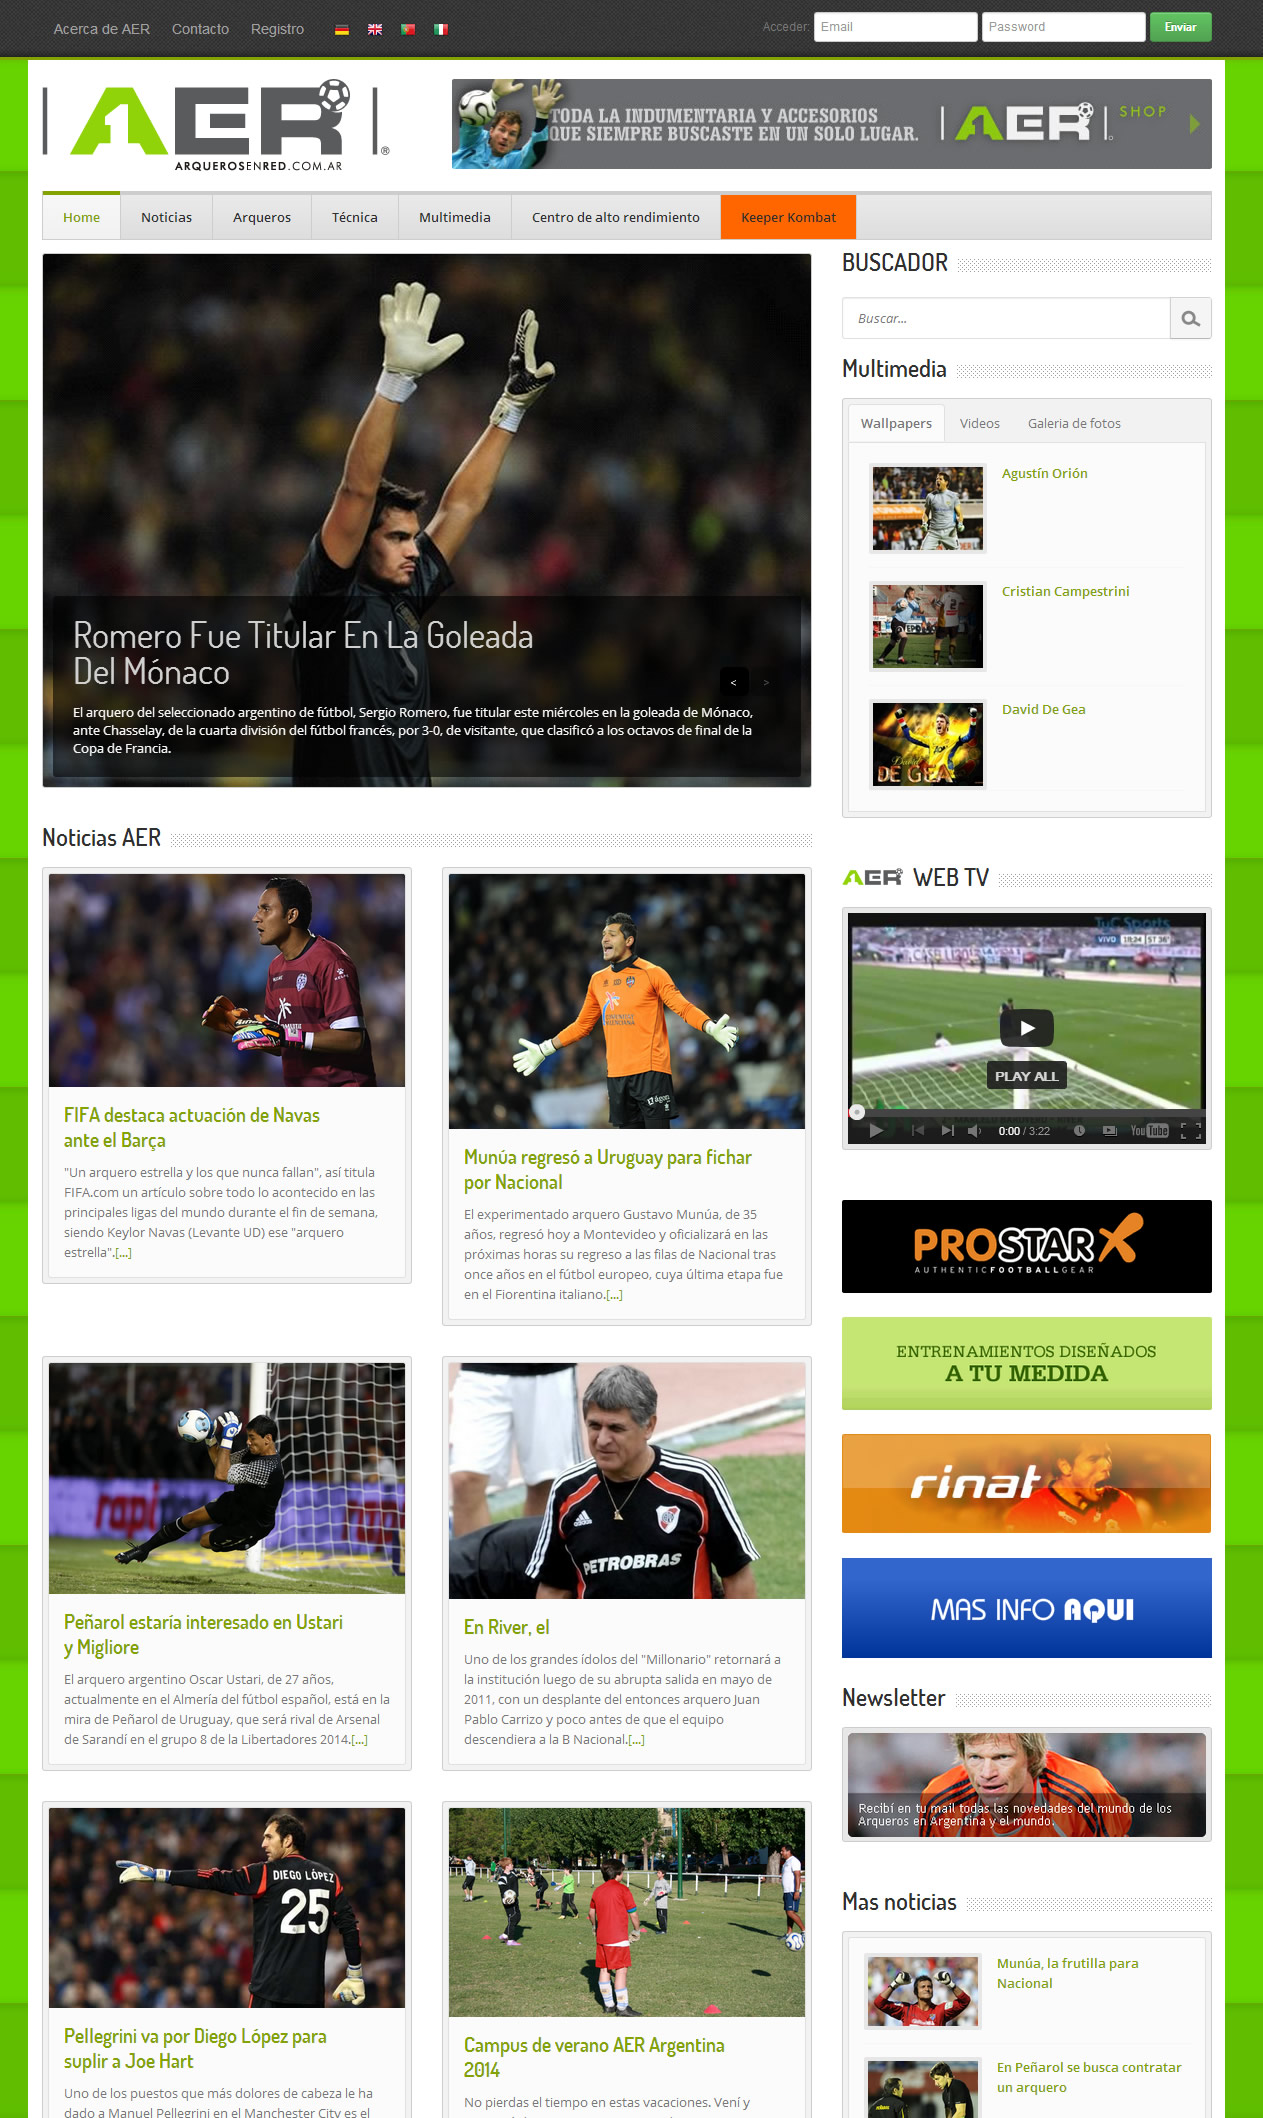 Acerca de AER
Contacto
Registro
Acceder:
Email
Password
Enviar
AER
ARQUEROSENRED.COM.AR
®
TODA LA INDUMENTARIA Y ACCESORIOS
QUE SIEMPRE BUSCASTE EN UN SOLO LUGAR.
AER
SHOP
Home
Noticias
Arqueros
Técnica
Multimedia
Centro de alto rendimiento
Keeper Kombat
Romero Fue Titular En La Goleada
Del Mónaco
<
>
El arquero del seleccionado argentino de fútbol, Sergio Romero, fue titular este miércoles en la goleada de Mónaco,
ante Chasselay, de la cuarta división del fútbol francés, por 3-0, de visitante, que clasificó a los octavos de final de la
Copa de Francia.
BUSCADOR
Buscar...
Multimedia
Wallpapers
Videos
Galeria de fotos
Agustín Orión
Cristian Campestrini
David De Gea
DE GEA
Noticias AER
FIFA destaca actuación de Navas
ante el Barça
"Un arquero estrella y los que nunca fallan", así titula
FIFA.com un artículo sobre todo lo acontecido en las
principales ligas del mundo durante el fin de semana,
siendo Keylor Navas (Levante UD) ese "arquero
estrella".[...]
Munúa regresó a Uruguay para fichar
por Nacional
El experimentado arquero Gustavo Munúa, de 35
años, regresó hoy a Montevideo y oficializará en las
próximas horas su regreso a las filas de Nacional tras
once años en el fútbol europeo, cuya última etapa fue
en el Fiorentina italiano.[...]
AER WEB TV
TyC Sports
VIVO 18:24 ST 36'
PLAY ALL
0:00 / 3:22
YouTube
PROSTAR
AUTHENTICFOOTBALLGEAR
ENTRENAMIENTOS DISEÑADOS
A TU MEDIDA
rinat
MAS INFO AQUI
PETROBRAS
Peñarol estaría interesado en Ustari
y Migliore
El arquero argentino Oscar Ustari, de 27 años,
actualmente en el Almería del fútbol español, está en la
mira de Peñarol de Uruguay, que será rival de Arsenal
de Sarandí en el grupo 8 de la Libertadores 2014.[...]
En River, el
Uno de los grandes ídolos del "Millonario" retornará a
la institución luego de su abrupta salida en mayo de
2011, con un desplante del entonces arquero Juan
Pablo Carrizo y poco antes de que el equipo
descendiera a la B Nacional.[...]
Newsletter
Recibí en tu mail todas las novedades del mundo de los
Arqueros en Argentina y el mundo.
DIEGO LÓPEZ
25
Pellegrini va por Diego López para
suplir a Joe Hart
Uno de los puestos que más dolores de cabeza le ha
dado a Manuel Pellegrini en el Manchester City es el
Campus de verano AER Argentina
2014
No pierdas el tiempo en estas vacaciones. Vení y
Mas noticias
Munúa, la frutilla para
Nacional
En Peñarol se busca contratar
un arquero